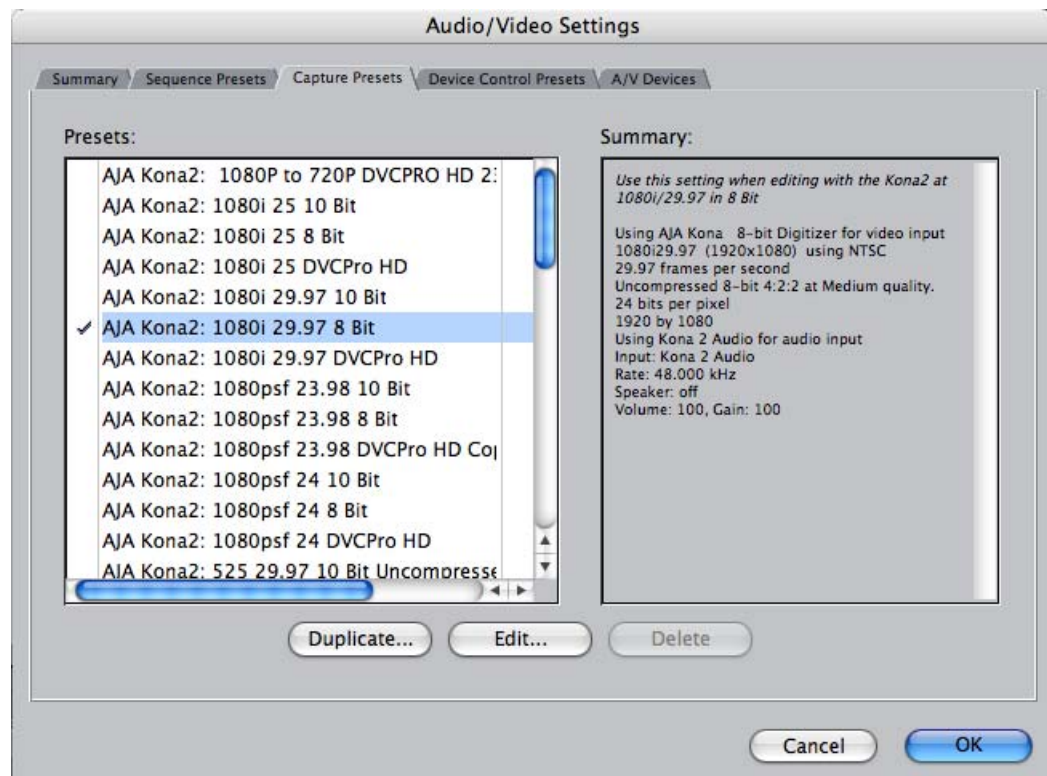 Audio/Video Settings
Summary
Sequence Presets
Capture Presets
Device Control Presets
A/V Devices
Presets:
AJA Kona2:  1080P to 720P DVCPRO HD 2
AJA Kona2: 1080i 25 10 Bit
AJA Kona2: 1080i 25 8 Bit
AJA Kona2: 1080i 25 DVCPro HD
AJA Kona2: 1080i 29.97 10 Bit
✓ AJA Kona2: 1080i 29.97 8 Bit
AJA Kona2: 1080i 29.97 DVCPro HD
AJA Kona2: 1080psf 23.98 10 Bit
AJA Kona2: 1080psf 23.98 8 Bit
AJA Kona2: 1080psf 23.98 DVCPro HD Co
AJA Kona2: 1080psf 24 10 Bit
AJA Kona2: 1080psf 24 8 Bit
AJA Kona2: 1080psf 24 DVCPro HD
AJA Kona2: 525 29.97 10 Bit Uncompresse
Summary:
Use this setting when editing with the Kona2 at
1080i/29.97 in 8 Bit
Using AJA Kona  8-bit Digitizer for video input
1080i29.97 (1920x1080) using NTSC
29.97 frames per second
Uncompressed 8-bit 4:2:2 at Medium quality.
24 bits per pixel
1920 by 1080
Using Kona 2 Audio for audio input
Input: Kona 2 Audio
Rate: 48.000 kHz
Speaker: off
Volume: 100, Gain: 100
Duplicate...
Edit...
Delete
Cancel
OK